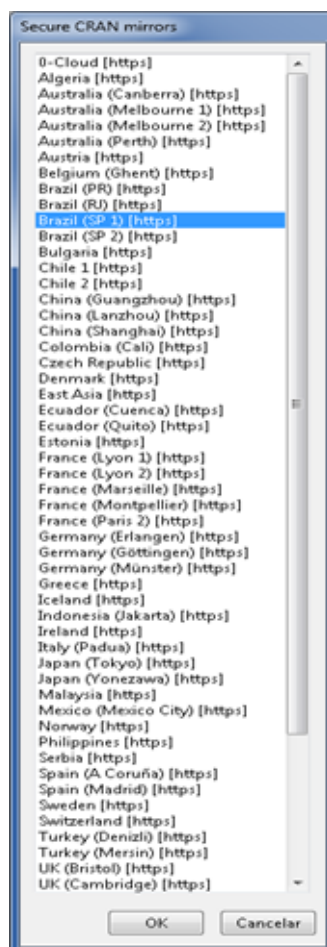 Secure CRAN mirrors
0-Cloud [https]
Algeria [https]
Australia (Canberra) [https]
Australia (Melbourne 1) [https]
Australia (Melbourne 2) [https]
Australia (Perth) [https]
Austria [https]
Belgium (Ghent) [https]
Brazil (PR) [https]
Brazil (RJ) [https]
Brazil (SP 1) [https]
Brazil (SP 2) [https]
Bulgaria [https]
Chile 1 [https]
Chile 2 [https]
China (Guangzhou) [https]
China (Lanzhou) [https]
China (Shanghai) [https]
Colombia (Cali) [https]
Czech Republic [https]
Denmark [https]
East Asia [https]
Ecuador (Cuenca) [https]
Ecuador (Quito) [https]
Estonia [https]
France (Lyon 1) [https]
France (Lyon 2) [https]
France (Marseille) [https]
France (Montpellier) [https]
France (Paris 2) [https]
Germany (Erlangen) [https]
Germany (Göttingen) [https]
Germany (Münster) [https]
Greece [https]
Iceland [https]
Indonesia (Jakarta) [https]
Ireland [https]
Italy (Padua) [https]
Japan (Tokyo) [https]
Japan (Yonezawa) [https]
Malaysia [https]
Mexico (Mexico City) [https]
Norway [https]
Philippines [https]
Serbia [https]
Spain (A Coruña) [https]
Spain (Madrid) [https]
Sweden [https]
Switzerland [https]
Turkey (Denizli) [https]
Turkey (Mersin) [https]
UK (Bristol) [https]
UK (Cambridge) [https]
OK Cancelar